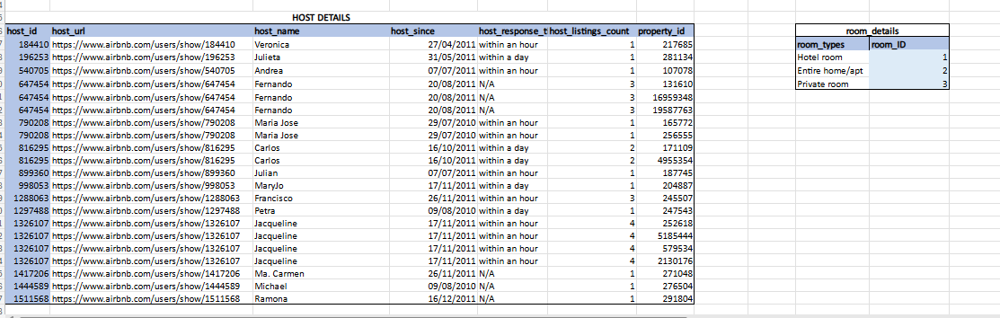 HOST DETAILS
host_id host_url host_name host_since host_response_t host_listings_count property_id room_details
184410 https://www.airbnb.com/users/show/184410 Veronica 27/04/2011 within an hour 1 217685 room_types room_ID
196253 https://www.airbnb.com/users/show/196253 Julieta 31/05/2011 within a day 1 281134 Hotel room 1
540705 https://www.airbnb.com/users/show/540705 Andrea 07/07/2011 within an hour 1 107078 Entire home/apt 2
647454 https://www.airbnb.com/users/show/647454 Fernando 20/08/2011 N/A 3 131610 Private room 3
647454 https://www.airbnb.com/users/show/647454 Fernando 20/08/2011 N/A 3 16959348
647454 https://www.airbnb.com/users/show/647454 Fernando 20/08/2011 N/A 3 19587763
790208 https://www.airbnb.com/users/show/790208 Maria Jose 29/07/2010 within an hour 1 165772
790208 https://www.airbnb.com/users/show/790208 Maria Jose 29/07/2010 within an hour 1 256555
816295 https://www.airbnb.com/users/show/816295 Carlos 16/10/2011 within a day 2 171109
816295 https://www.airbnb.com/users/show/816295 Carlos 16/10/2011 within a day 2 4955354
899360 https://www.airbnb.com/users/show/899360 Julian 07/07/2011 within an hour 1 187745
998053 https://www.airbnb.com/users/show/998053 MaryJo 17/11/2011 within a day 1 204887
1288063 https://www.airbnb.com/users/show/1288063 Francisco 26/11/2011 within an hour 3 245507
1297488 https://www.airbnb.com/users/show/1297488 Petra 09/08/2010 within a day 1 247543
1326107 https://www.airbnb.com/users/show/1326107 Jacqueline 17/11/2011 within an hour 4 252618
1326107 https://www.airbnb.com/users/show/1326107 Jacqueline 17/11/2011 within an hour 4 5185444
1326107 https://www.airbnb.com/users/show/1326107 Jacqueline 17/11/2011 within an hour 4 579534
1326107 https://www.airbnb.com/users/show/1326107 Jacqueline 17/11/2011 within an hour 4 2130176
1417206 https://www.airbnb.com/users/show/1417206 Ma. Carmen 26/11/2011 N/A 1 271048
1444589 https://www.airbnb.com/users/show/1444589 Michael 09/08/2010 N/A 1 276504
1511568 https://www.airbnb.com/users/show/1511568 Ramona 16/12/2011 N/A 1 291804